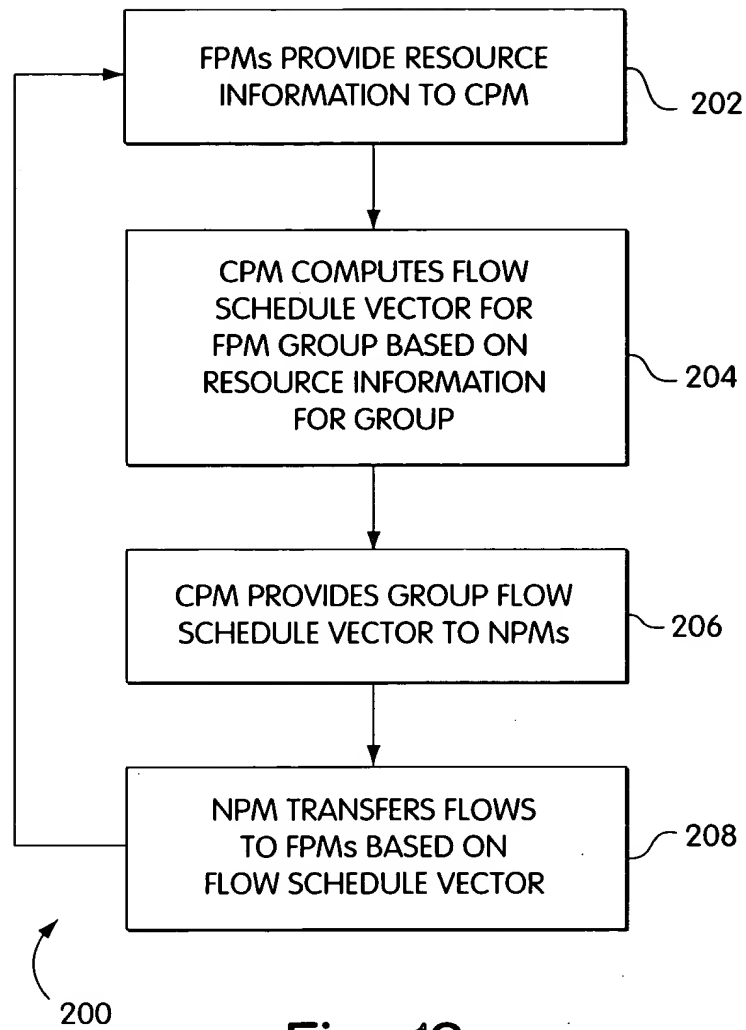 FPMs PROVIDE RESOURCE
INFORMATION TO CPM
202
CPM COMPUTES FLOW
SCHEDULE VECTOR FOR
FPM GROUP BASED ON
RESOURCE INFORMATION
FOR GROUP
204
CPM PROVIDES GROUP FLOW
SCHEDULE VECTOR TO NPMs
206
NPM TRANSFERS FLOWS
TO FPMs BASED ON
FLOW SCHEDULE VECTOR
208
200